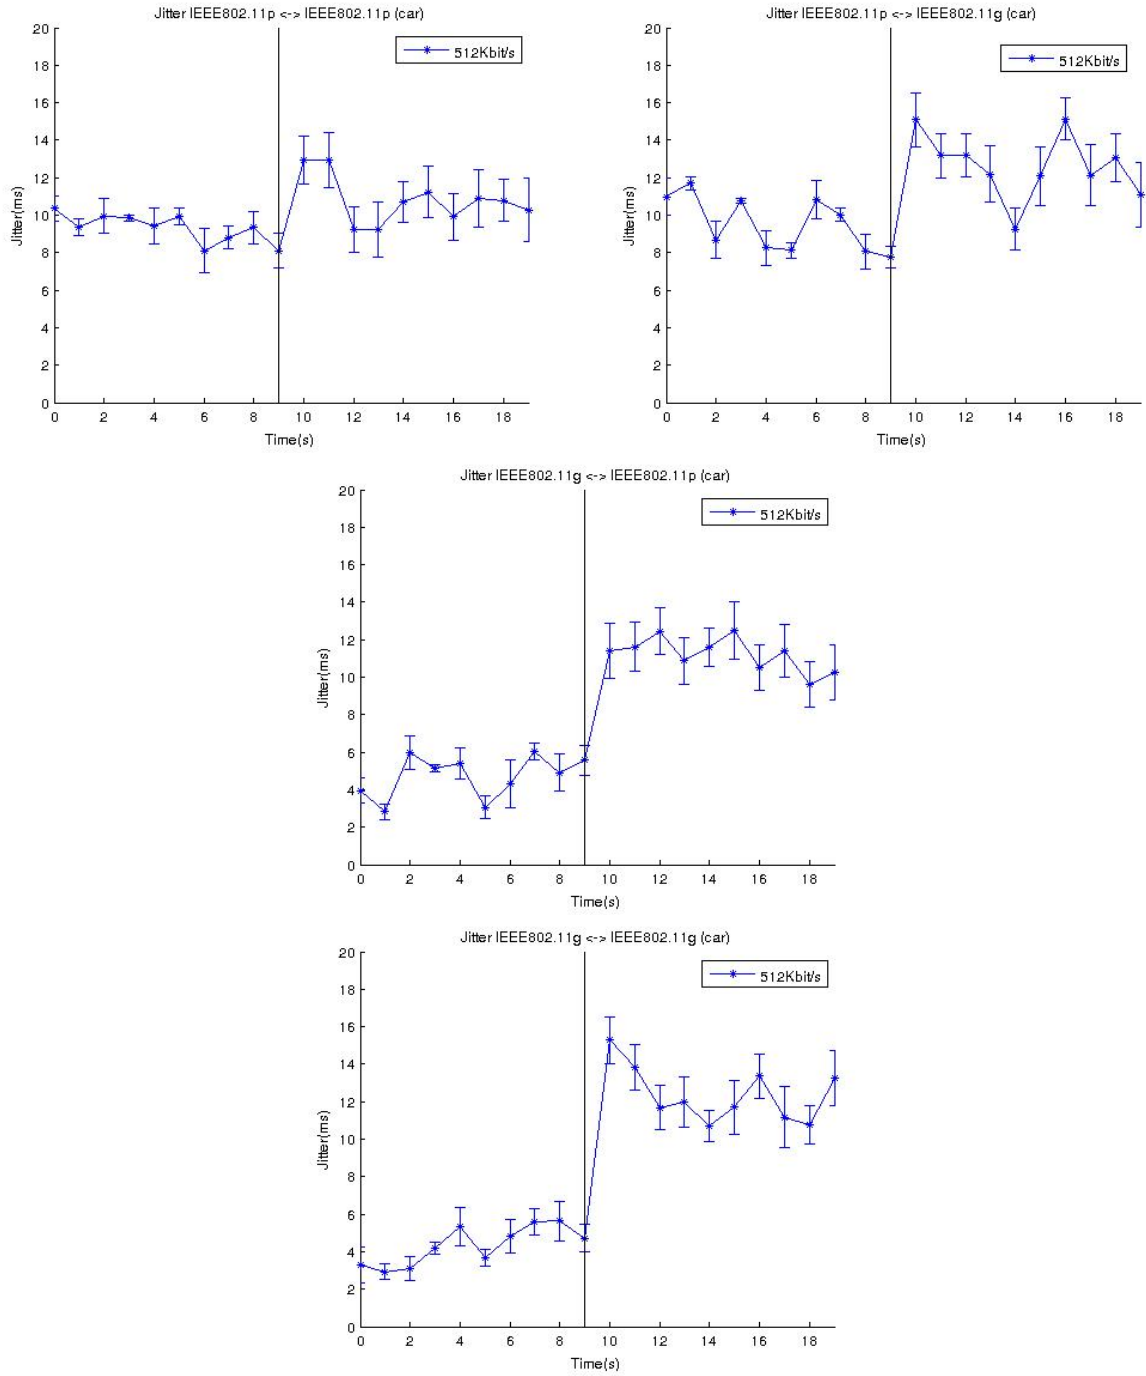 Jitter IEEE802.11p <-> IEEE802.11p (car)
20
18
16
14
12
10
8
6
4
2
0
Jitter(ms)
512Kbit/s
0 2 4 6 8 10 12 14 16 18
Time(s)
Jitter IEEE802.11p <-> IEEE802.11g (car)
20
18
16
14
12
10
8
6
4
2
0
Jitter(ms)
512Kbit/s
0 2 4 6 8 10 12 14 16 18
Time(s)
Jitter IEEE802.11g <-> IEEE802.11p (car)
20
18
16
14
12
10
8
6
4
2
0
Jitter(ms)
512Kbit/s
0 2 4 6 8 10 12 14 16 18
Time(s)
Jitter IEEE802.11g <-> IEEE802.11g (car)
20
18
16
14
12
10
8
6
4
2
0
Jitter(ms)
512Kbit/s
0 2 4 6 8 10 12 14 16 18
Time(s)